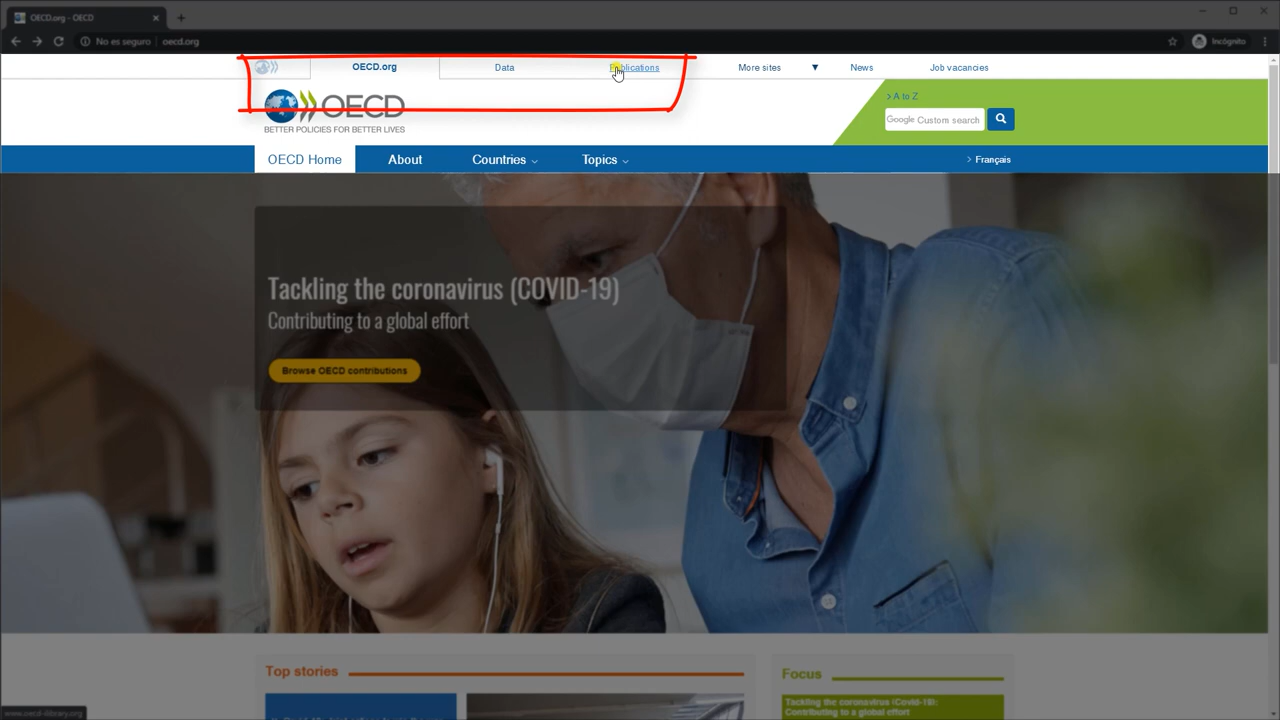 OECD.org - OECD
No es seguro | oecd.org
Incógnito
OECD.org Data Publications More sites ▼ News Job vacancies
OECD
BETTER POLICIES FOR BETTER LIVES
> A to Z
Google Custom search
OECD Home About Countries Topics > Français
Tackling the coronavirus (COVID-19)
Contributing to a global effort
Browse OECD contributions
Top stories
Focus
Tackling the coronavirus (Covid-19):
Contributing to a global effort
www.oecd-ilibrary.org